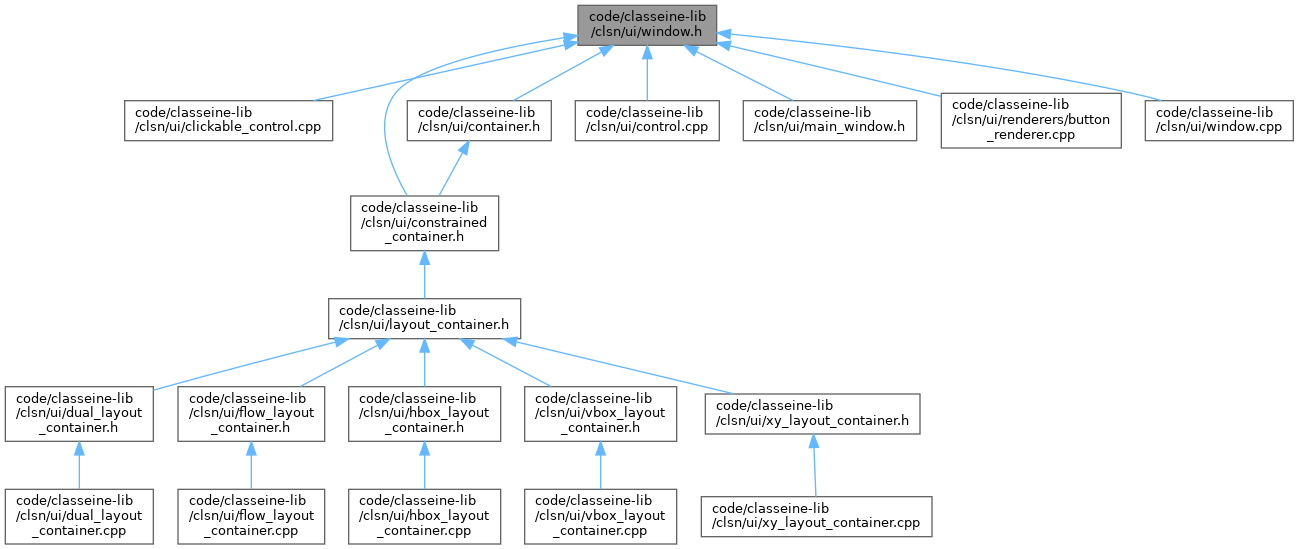 code/classeine-lib
/clsn/ui/window.h
code/classeine-lib
/clsn/ui/clickable_control.cpp
code/classeine-lib
/clsn/ui/container.h
code/classeine-lib
/clsn/ui/control.cpp
code/classeine-lib
/clsn/ui/main_window.h
code/classeine-lib
/clsn/ui/renderers/button
_renderer.cpp
code/classeine-lib
/clsn/ui/window.cpp
code/classeine-lib
/clsn/ui/constrained
_container.h
code/classeine-lib
/clsn/ui/layout_container.h
code/classeine-lib
/clsn/ui/dual_layout
_container.h
code/classeine-lib
/clsn/ui/flow_layout
_container.h
code/classeine-lib
/clsn/ui/hbox_layout
_container.h
code/classeine-lib
/clsn/ui/vbox_layout
_container.h
code/classeine-lib
/clsn/ui/xy_layout_container.h
code/classeine-lib
/clsn/ui/dual_layout
_container.cpp
code/classeine-lib
/clsn/ui/flow_layout
_container.cpp
code/classeine-lib
/clsn/ui/hbox_layout
_container.cpp
code/classeine-lib
/clsn/ui/vbox_layout
_container.cpp
code/classeine-lib
/clsn/ui/xy_layout_container.cpp